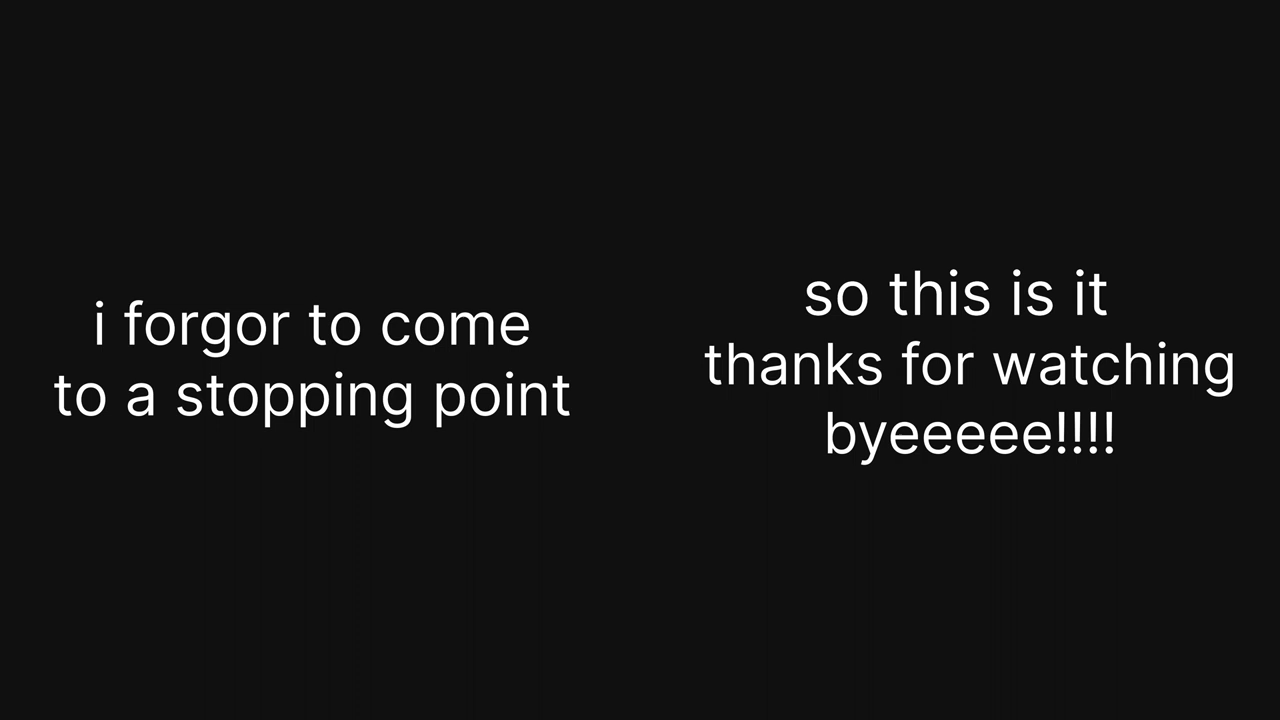 i forgor to come
to a stopping point
so this is it
thanks for watching
byeeeee!!!!